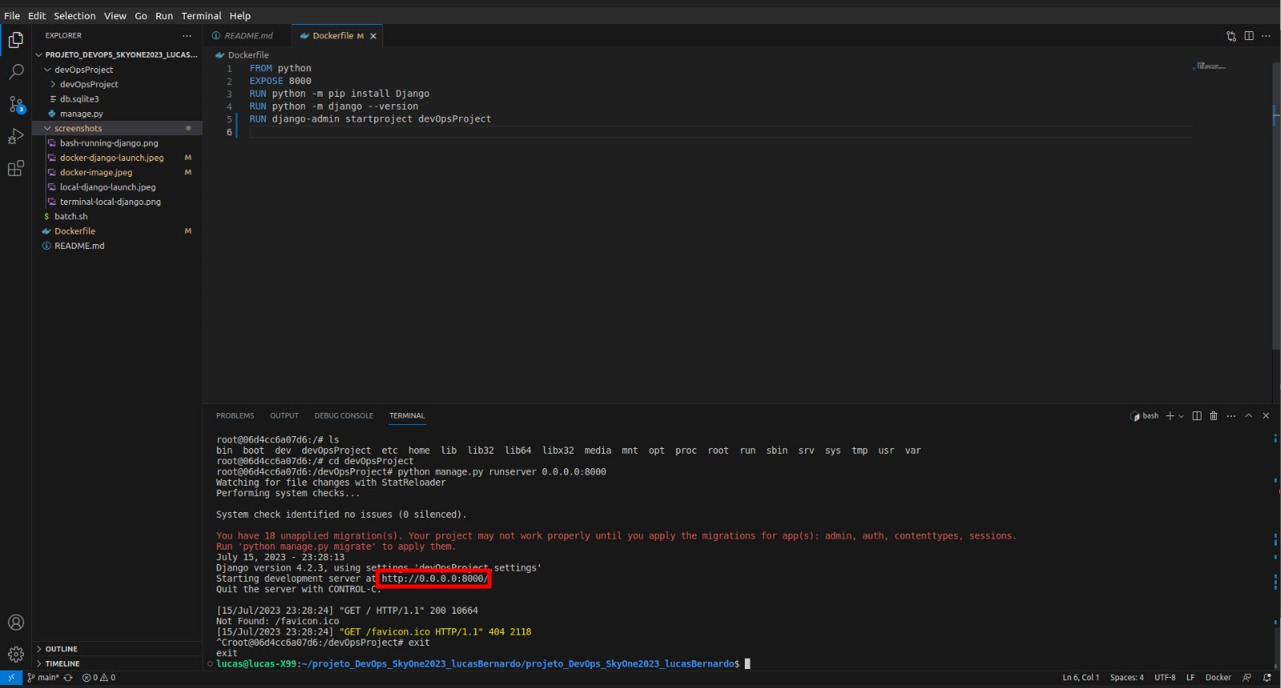 File Edit Selection View Go Run Terminal Help
EXPLORER
PROJETO_DEVOPS_SKYONE2023_LUCAS...
devOpsProject
devOpsProject
db.sqlite3
manage.py
screenshots
bash-running-django.png
docker-django-launch.jpeg M
docker-image.jpeg M
local-django-launch.jpeg
terminal-local-django.png
$ batch.sh
Dockerfile M
README.md
OUTLINE
TIMELINE
README.md
Dockerfile M
Dockerfile
1 FROM python
2 EXPOSE 8000
3 RUN python -m pip install Django
4 RUN python -m django --version
5 RUN django-admin startproject devOpsProject
6
PROBLEMS OUTPUT DEBUG CONSOLE TERMINAL
bash
root@06d4cc6a07d6:/# ls
bin boot dev devOpsProject etc home lib lib32 lib64 libx32 media mnt opt proc root run sbin srv sys tmp usr var
root@06d4cc6a07d6:/# cd devOpsProject
root@06d4cc6a07d6:/devOpsProject# python manage.py runserver 0.0.0.0:8000
Watching for file changes with StatReloader
Performing system checks...
System check identified no issues (0 silenced).
You have 18 unapplied migration(s). Your project may not work properly until you apply the migrations for app(s): admin, auth, contenttypes, sessions.
Run 'python manage.py migrate' to apply them.
July 15, 2023 - 23:28:13
Django version 4.2.3, using settings 'devOpsProject.settings'
Starting development server at http://0.0.0.0:8000/
Quit the server with CONTROL-C.
[15/Jul/2023 23:28:24] "GET / HTTP/1.1" 200 10664
Not Found: /favicon.ico
[15/Jul/2023 23:28:24] "GET /favicon.ico HTTP/1.1" 404 2118
^Croot@06d4cc6a07d6:/devOpsProject# exit
exit
lucas@lucas-X99:~/projeto_DevOps_SkyOne2023_lucasBernardo/projeto_DevOps_SkyOne2023_lucasBernardo$
main* 0 0 Ln 6, Col 1 Spaces: 4 UTF-8 LF Docker